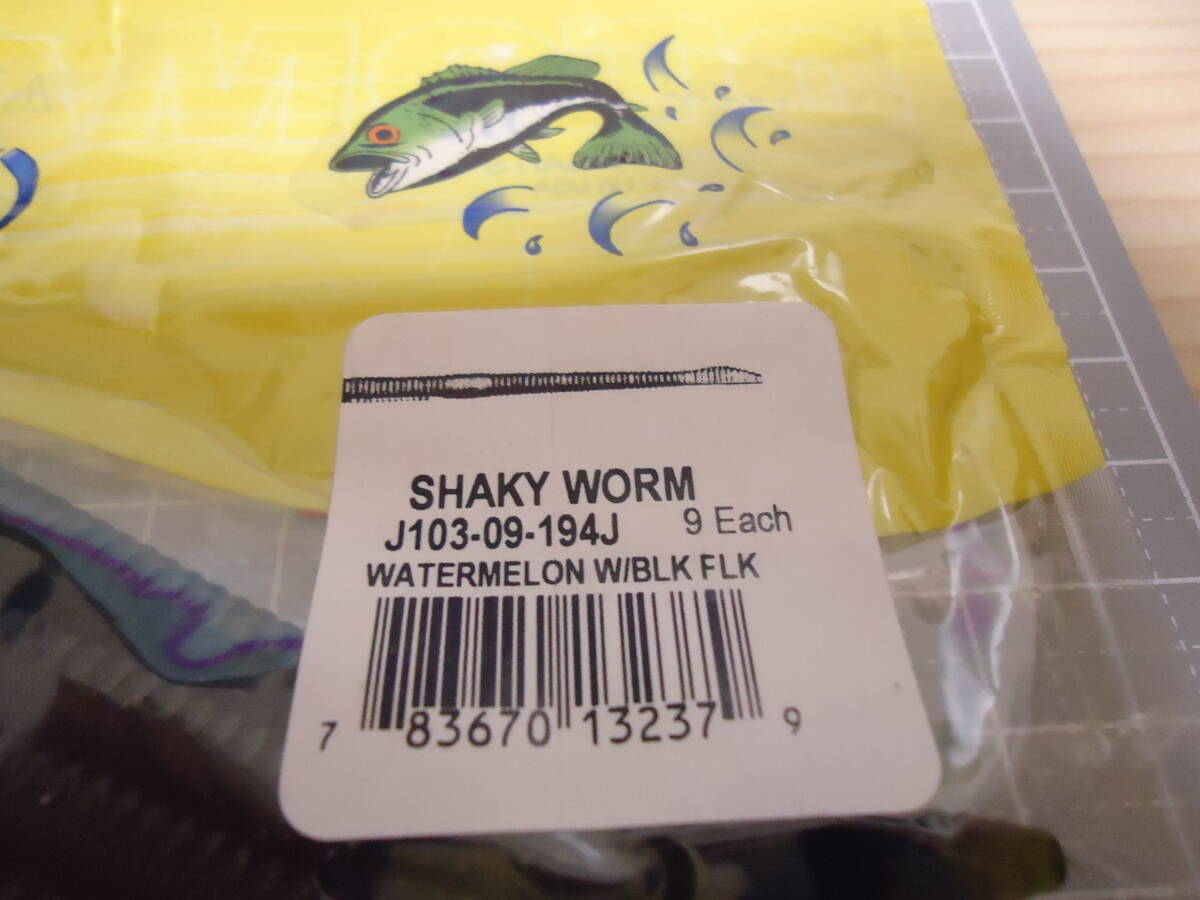 SHAKY WORM
J103-09-194J 9 Each
WATERMELON W/BLK FLK
7 83670 13237 9